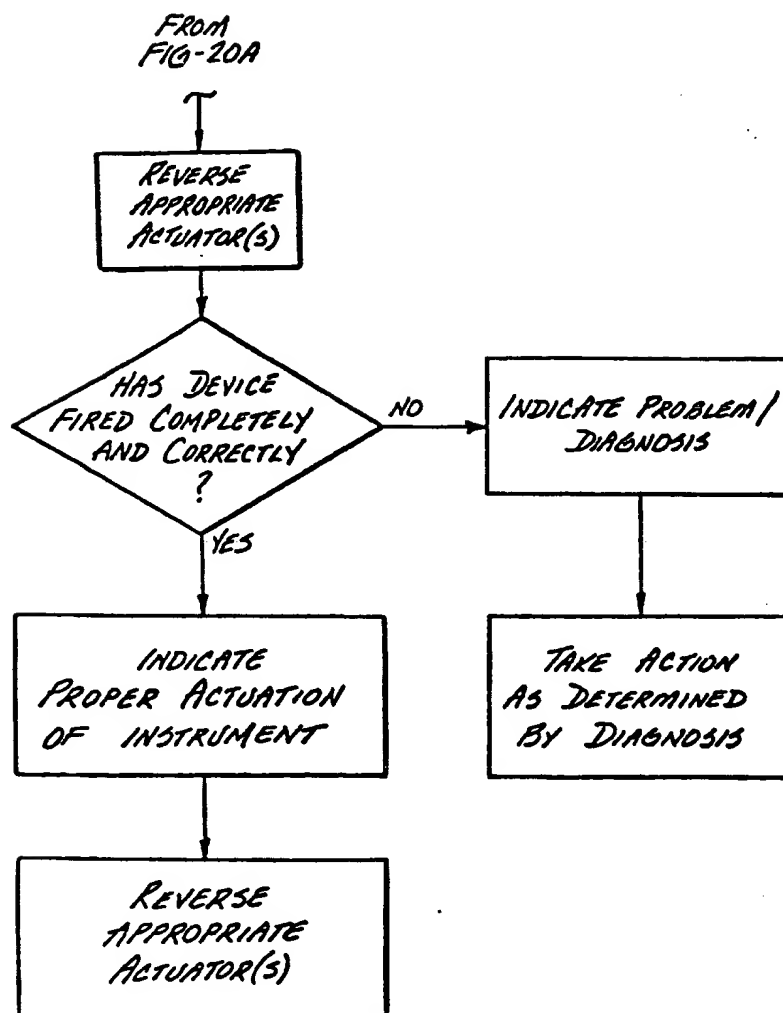 FROM
FIG-20A
REVERSE
APPROPRIATE
ACTUATOR(S)
HAS DEVICE
FIRED COMPLETELY
AND CORRECTLY
?
NO
YES
INDICATE PROBLEM/
DIAGNOSIS
INDICATE
PROPER ACTUATION
OF INSTRUMENT
TAKE ACTION
AS DETERMINED
BY DIAGNOSIS
REVERSE
APPROPRIATE
ACTUATOR(S)